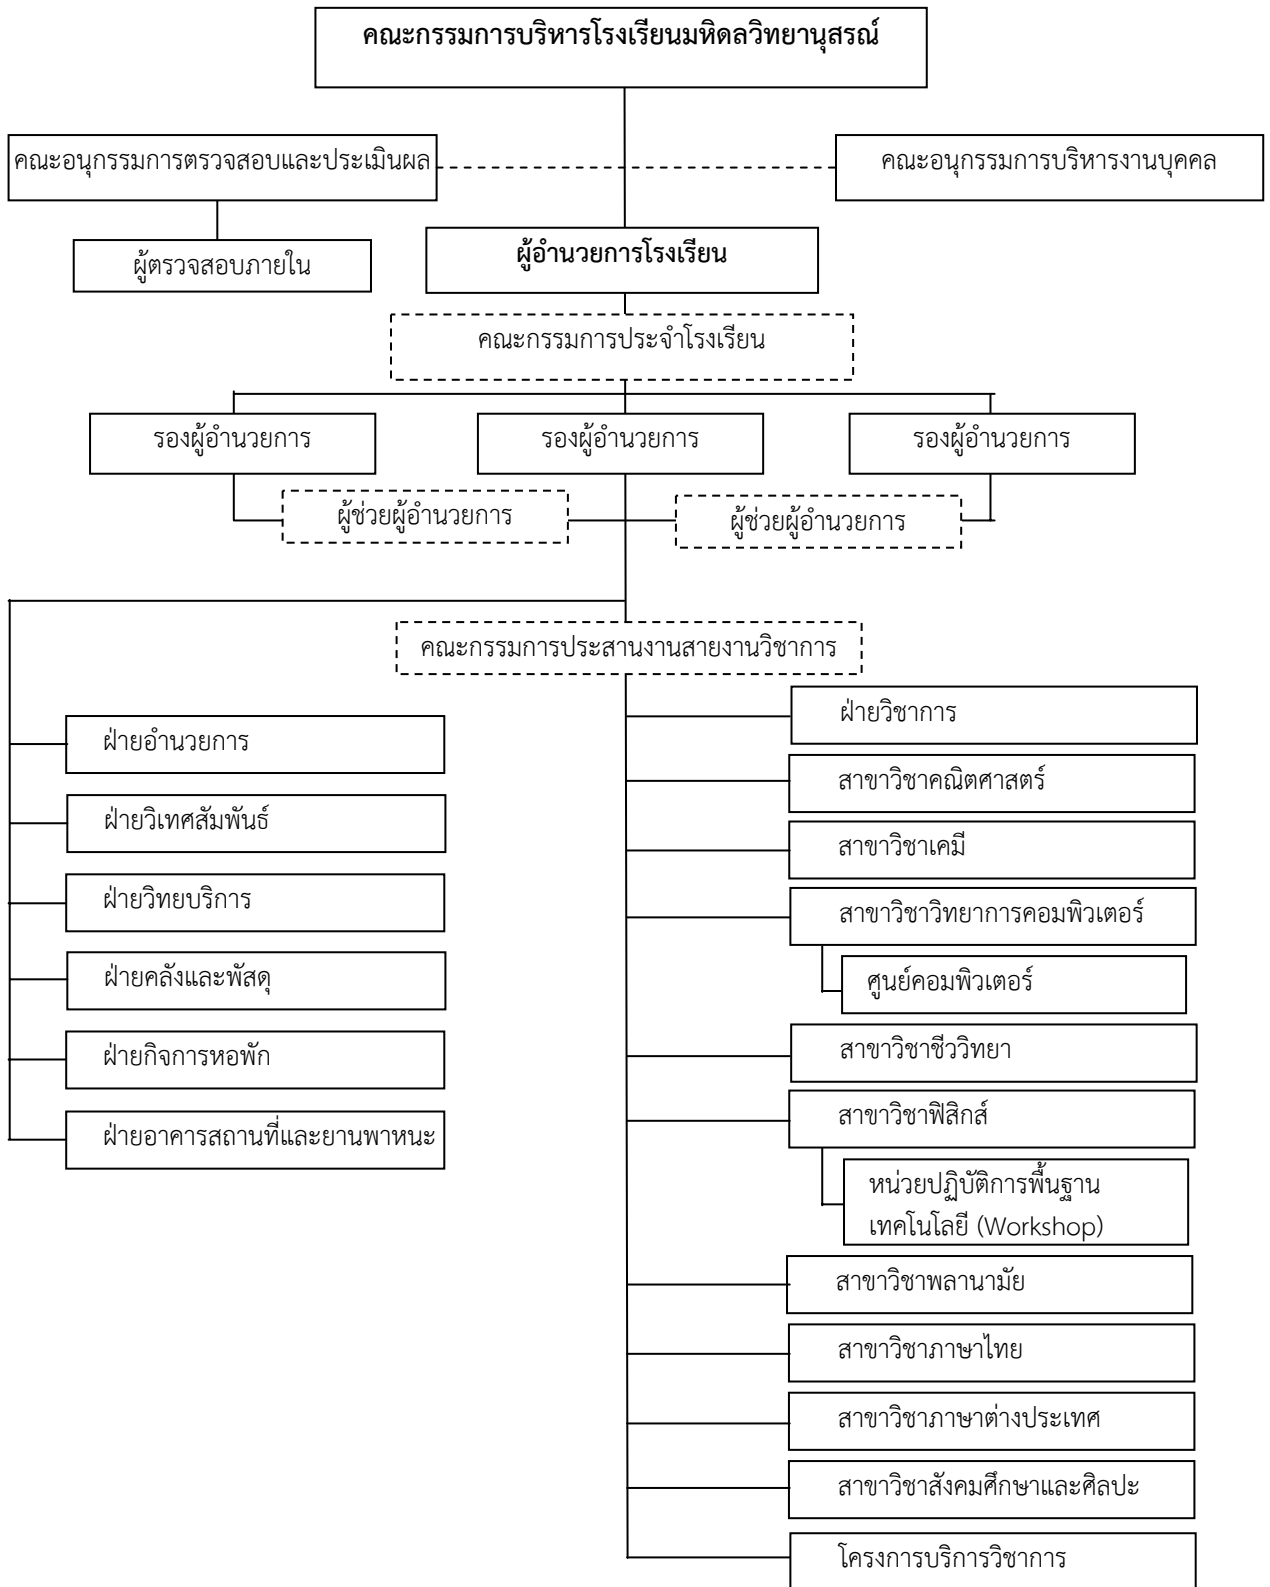 คณะกรรมการบริหารโรงเรียนมหิดลวิทยานุสรณ์
คณะอนุกรรมการตรวจสอบและประเมินผล
คณะอนุกรรมการบริหารงานบุคคล
ผู้ตรวจสอบภายใน
ผู้อำนวยการโรงเรียน
คณะกรรมการประจำโรงเรียน
รองผู้อำนวยการ
รองผู้อำนวยการ
รองผู้อำนวยการ
ผู้ช่วยผู้อำนวยการ
ผู้ช่วยผู้อำนวยการ
คณะกรรมการประสานงานสายงานวิชาการ
ฝ่ายอำนวยการ
ฝ่ายวิเทศสัมพันธ์
ฝ่ายวิทยบริการ
ฝ่ายคลังและพัสดุ
ฝ่ายกิจการหอพัก
ฝ่ายอาคารสถานที่และยานพาหนะ
ฝ่ายวิชาการ
สาขาวิชาคณิตศาสตร์
สาขาวิชาเคมี
สาขาวิชาวิทยาการคอมพิวเตอร์
ศูนย์คอมพิวเตอร์
สาขาวิชาชีววิทยา
สาขาวิชาฟิสิกส์
หน่วยปฏิบัติการพื้นฐาน
เทคโนโลยี (Workshop)
สาขาวิชาพลานามัย
สาขาวิชาภาษาไทย
สาขาวิชาภาษาต่างประเทศ
สาขาวิชาสังคมศึกษาและศิลปะ
โครงการบริการวิชาการ